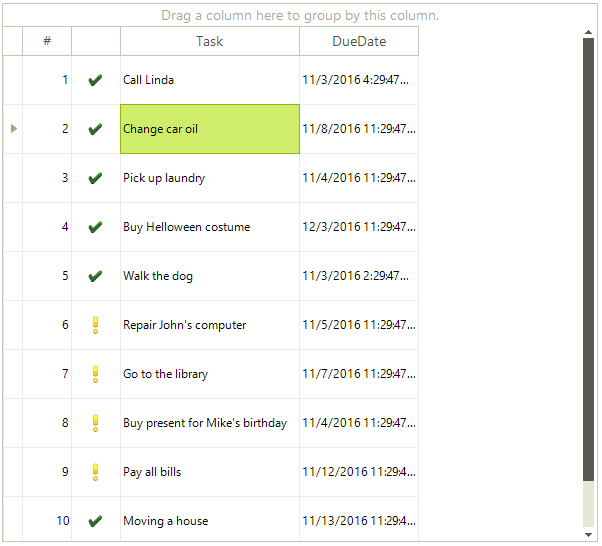 Drag a column here to group by this column.
# Task DueDate
1 Call Linda 11/3/2016 4:29:47...
2 Change car oil 11/8/2016 11:29:47...
3 Pick up laundry 11/4/2016 11:29:47...
4 Buy Helloween costume 12/3/2016 11:29:47...
5 Walk the dog 11/3/2016 2:29:47...
6 Repair John's computer 11/5/2016 11:29:47...
7 Go to the library 11/7/2016 11:29:47...
8 Buy present for Mike's birthday 11/4/2016 11:29:47...
9 Pay all bills 11/12/2016 11:29:4...
10 Moving a house 11/13/2016 11:29:4...